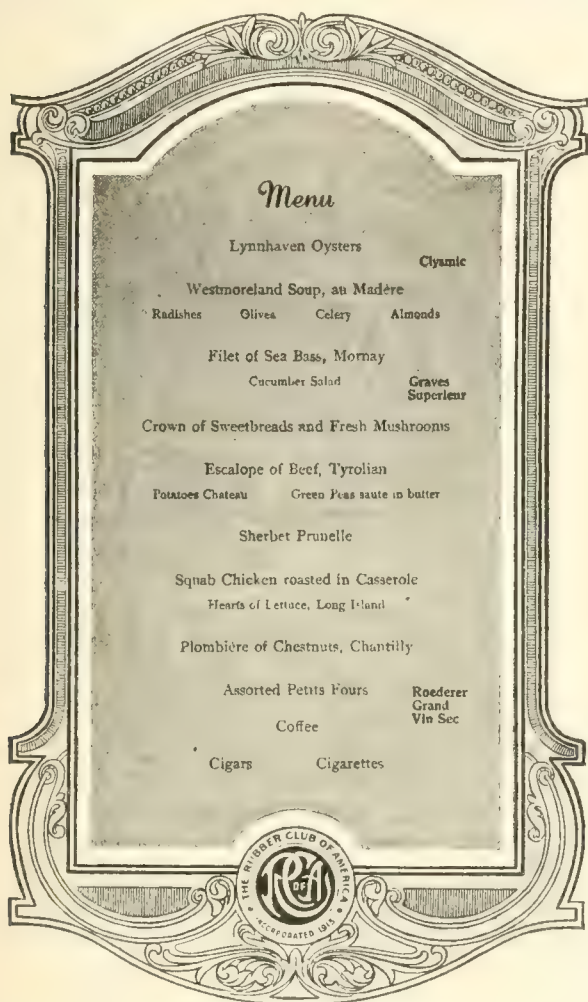 Menu
Lynnhaven Oysters
Clysmic
Westmoreland Soup, au Madère
Radishes Olives Celery Almonds
Filet of Sea Bass, Mornay
Cucumber Salad
Graves
Superieur
Crown of Sweetbreads and Fresh Mushrooms
Escalope of Beef, Tyrolian
Potatoes Chateau Green Peas saute in butter
Sherbet Prunelle
Squab Chicken roasted in Casserole
Hearts of Lettuce, Long Island
Plombière of Chestnuts, Chantilly
Assorted Petits Fours
Roederer
Grand
Vin Sec
Coffee
Cigars Cigarettes
THE RUBBER CLUB OF AMERICA
RC OF A
INCORPORATED 1915